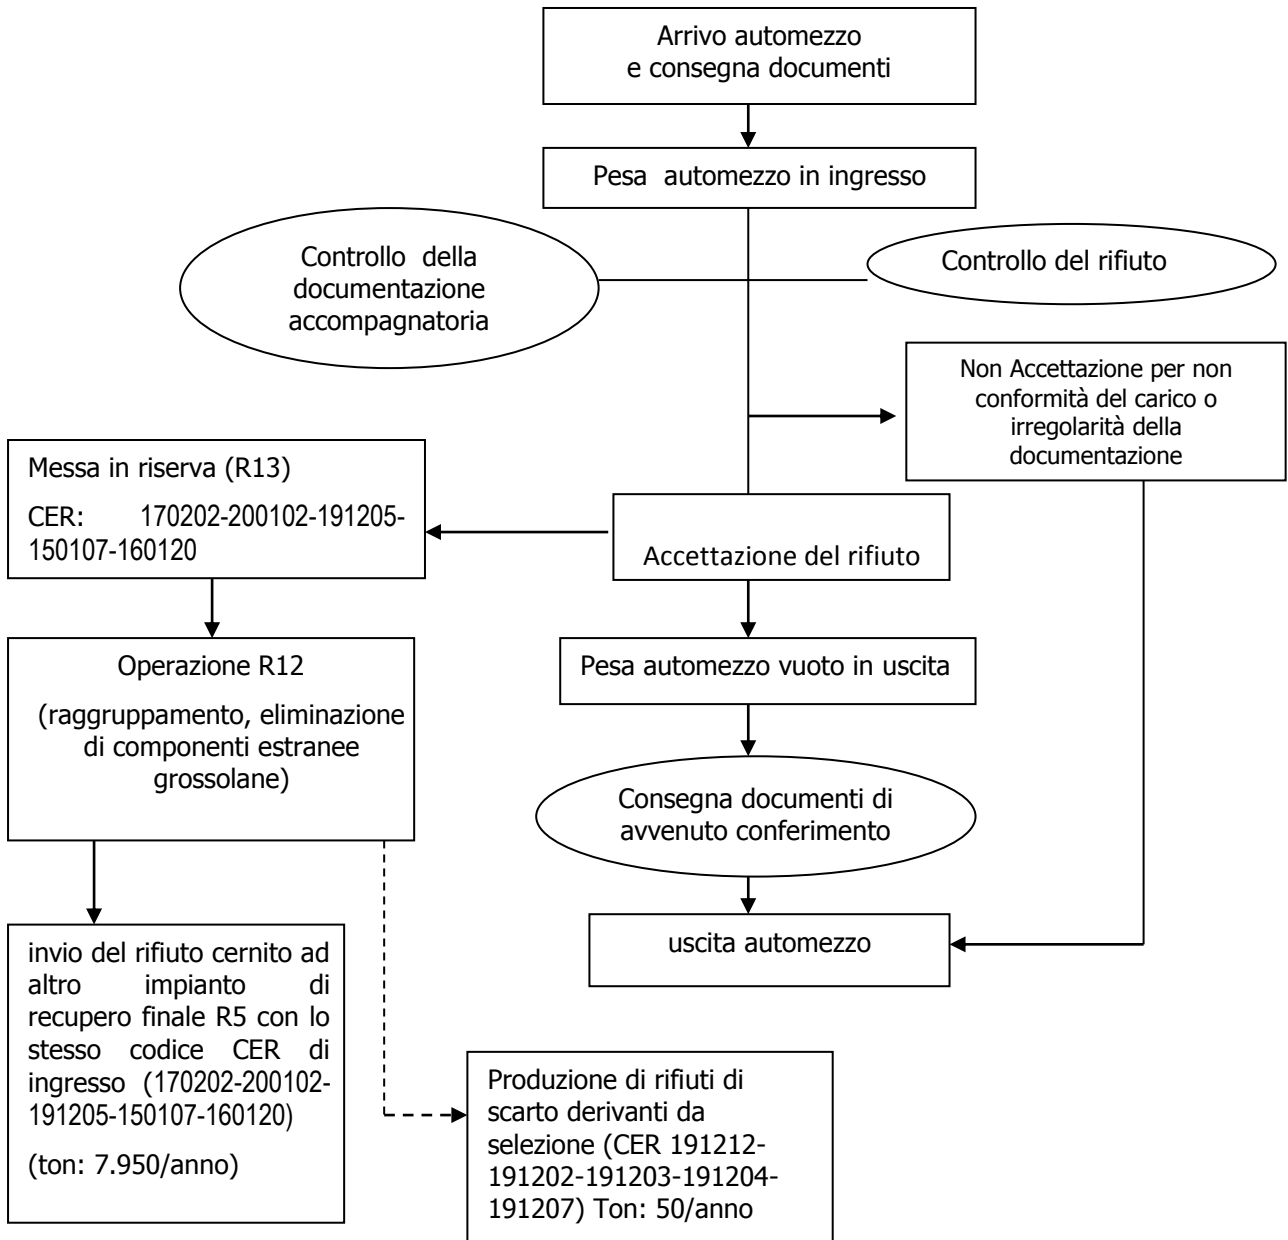 Arrivo automezzo
e consegna documenti
Pesa automezzo in ingresso
Controllo della
documentazione
accompagnatoria
Controllo del rifiuto
Non Accettazione per non
conformità del carico o
irregolarità della
documentazione
Messa in riserva (R13)
CER: 170202-200102-191205-
150107-160120
Accettazione del rifiuto
Operazione R12
(raggruppamento, eliminazione
di componenti estranee
grossolane)
Pesa automezzo vuoto in uscita
Consegna documenti di
avvenuto conferimento
uscita automezzo
invio del rifiuto cernito ad
altro impianto di
recupero finale R5 con lo
stesso codice CER di
ingresso (170202-200102-
191205-150107-160120)
(ton: 7.950/anno)
Produzione di rifiuti di
scarto derivanti da
selezione (CER 191212-
191202-191203-191204-
191207) Ton: 50/anno